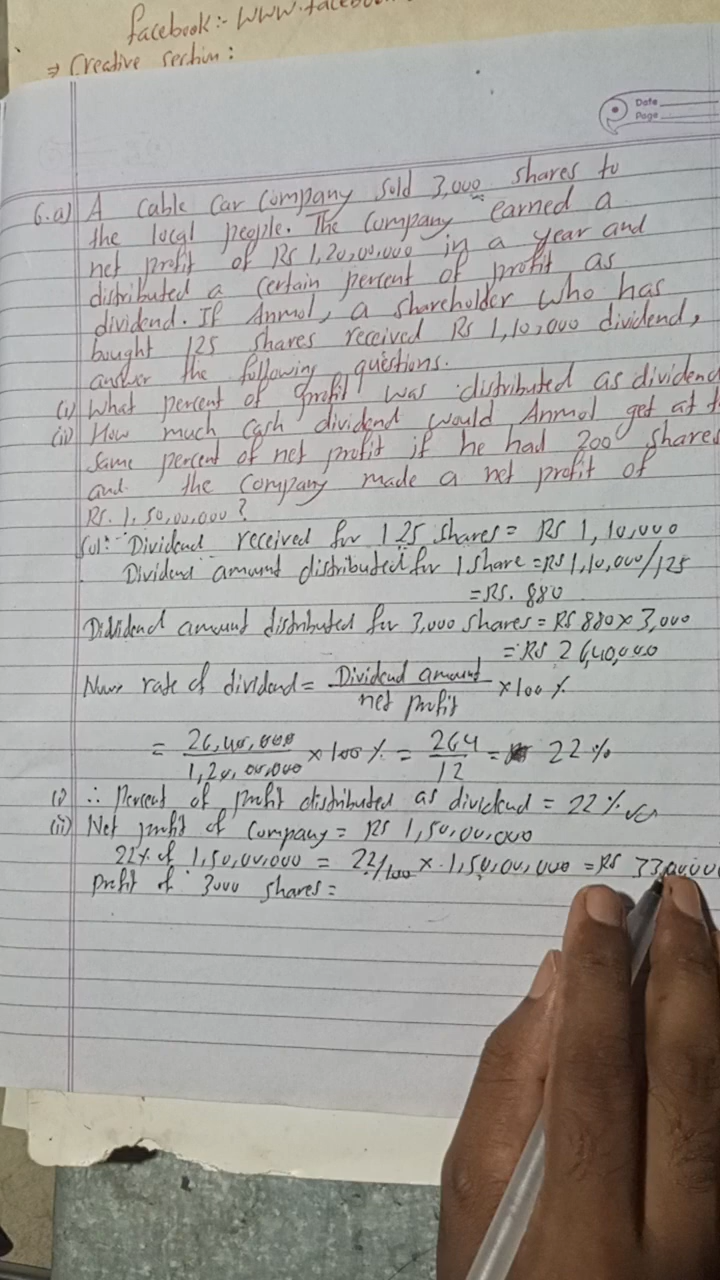 facebook:- www.facebo
⇒ Creative section:
Date
Page
6.a) A Cable Car Company sold 3,000 shares to
the local people. The Company earned a
net profit of Rs 1,20,00,000 in a year and
distributed a certain percent of profit as
dividend. If Anmol, a shareholder who has
bought 125 shares received Rs 1,10,000 dividend,
answer the following questions.
(i) What percent of profit was distributed as dividend
(ii) How much cash dividend would Anmol get at t
same percent of net profit if he had 200 shares
and the Company made a net profit of
Rs. 1,50,00,000?
Sol: Dividend received for 125 shares = Rs 1,10,000
Dividend amount distributed for 1 share = Rs 1,10,000/125
= Rs. 880
Dividend amount distributed for 3,000 shares = Rs 880 × 3,000
= Rs 26,40,000
Now rate of dividend = Dividend amount / net profit × 100 %
= 26,40,000 / 1,20,00,000 × 100 % = 264 / 12 = 22 %
(i) ∴ Percent of profit distributed as dividend = 22 %
(ii) Net profit of Company = Rs 1,50,00,000
22% of 1,50,00,000 = 22/100 × 1,50,00,000 = Rs 33,00,000
Profit of 3000 shares =